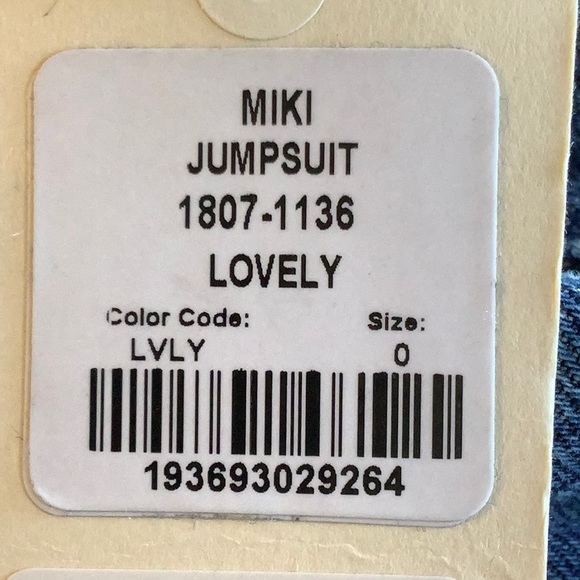 MIKI
JUMPSUIT
1807-1136
LOVELY
Color Code: Size:
LVLY 0
193693029264